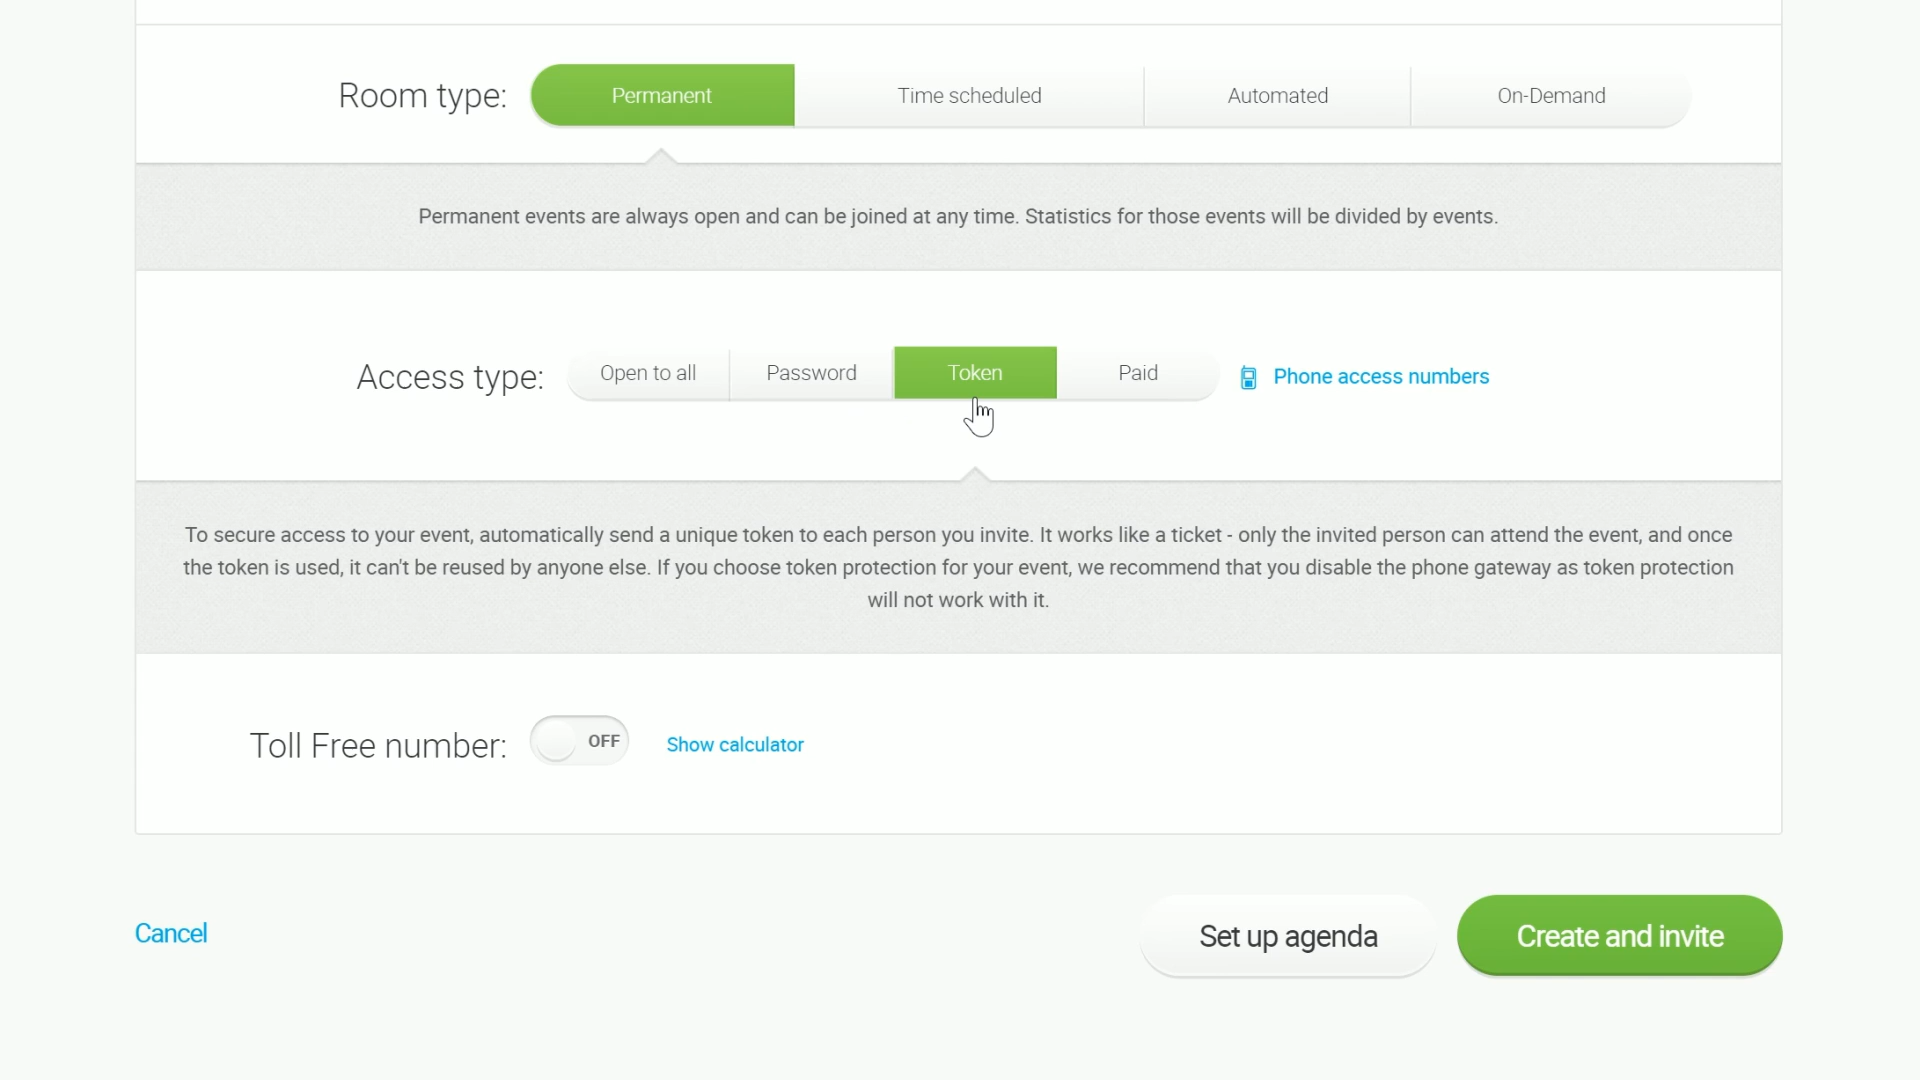 Room type: Permanent Time scheduled Automated On-Demand
Permanent events are always open and can be joined at any time. Statistics for those events will be divided by events.
Access type: Open to all Password Token Paid Phone access numbers
To secure access to your event, automatically send a unique token to each person you invite. It works like a ticket - only the invited person can attend the event, and once
the token is used, it can't be reused by anyone else. If you choose token protection for your event, we recommend that you disable the phone gateway as token protection
will not work with it.
Toll Free number: OFF Show calculator
Cancel Set up agenda Create and invite